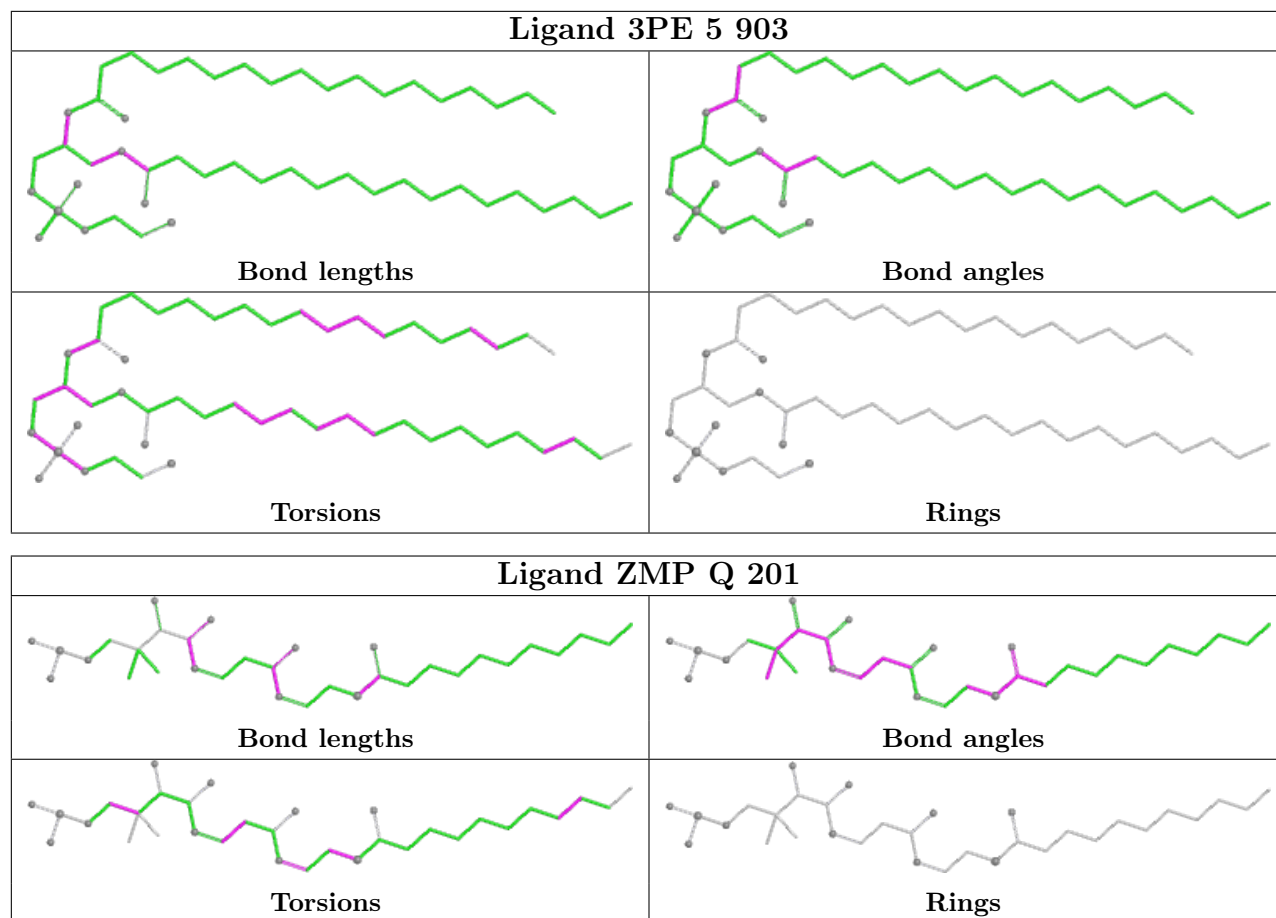 Ligand 3PE 5 903
Bond lengths
Bond angles
Torsions
Rings
Ligand ZMP Q 201
Bond lengths
Bond angles
Torsions
Rings